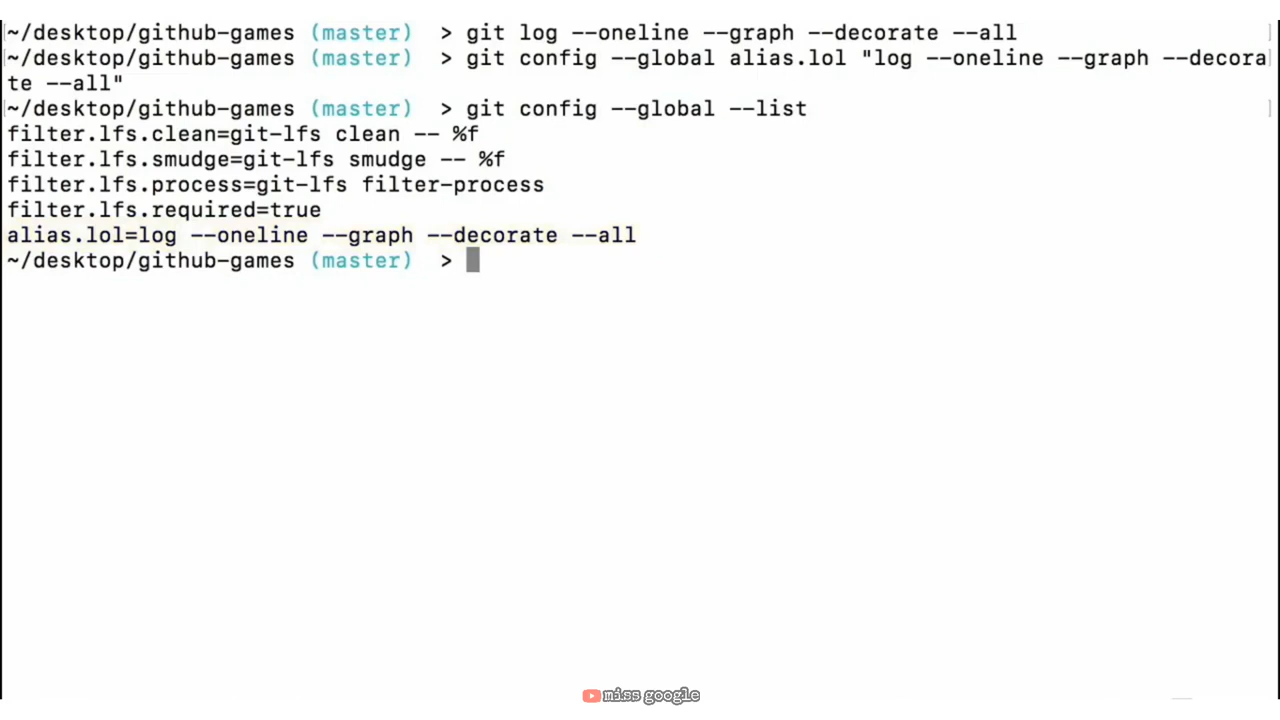 ~/desktop/github-games (master) > git log --oneline --graph --decorate --all
~/desktop/github-games (master) > git config --global alias.lol "log --oneline --graph --decora
te --all"
~/desktop/github-games (master) > git config --global --list
filter.lfs.clean=git-lfs clean -- %f
filter.lfs.smudge=git-lfs smudge -- %f
filter.lfs.process=git-lfs filter-process
filter.lfs.required=true
alias.lol=log --oneline --graph --decorate --all
~/desktop/github-games (master) >
miss google